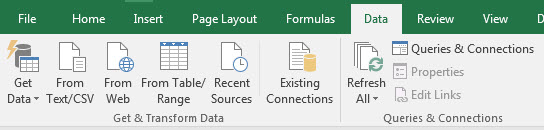 File Home Insert Page Layout Formulas Data Review View D
Get Data
From Text/CSV
From Web
From Table/ Range
Recent Sources
Existing Connections
Get & Transform Data
Refresh All
Queries & Connections
Properties
Edit Links
Queries & Connections